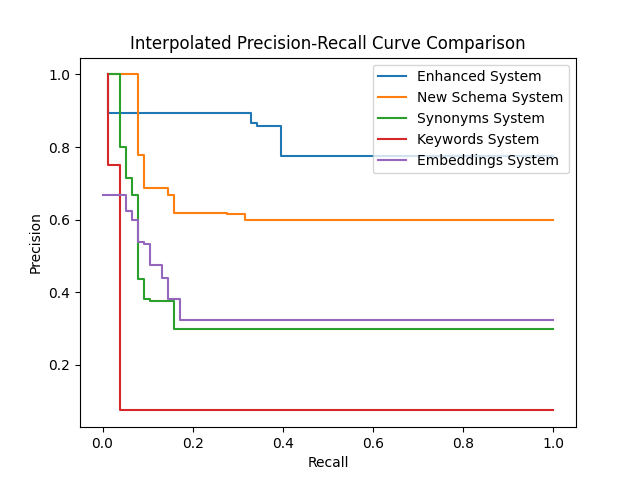 Interpolated Precision-Recall Curve Comparison
Enhanced System
New Schema System
Synonyms System
Keywords System
Embeddings System
Precision
1.0
0.8
0.6
0.4
0.2
0.0 0.2 0.4 0.6 0.8 1.0
Recall